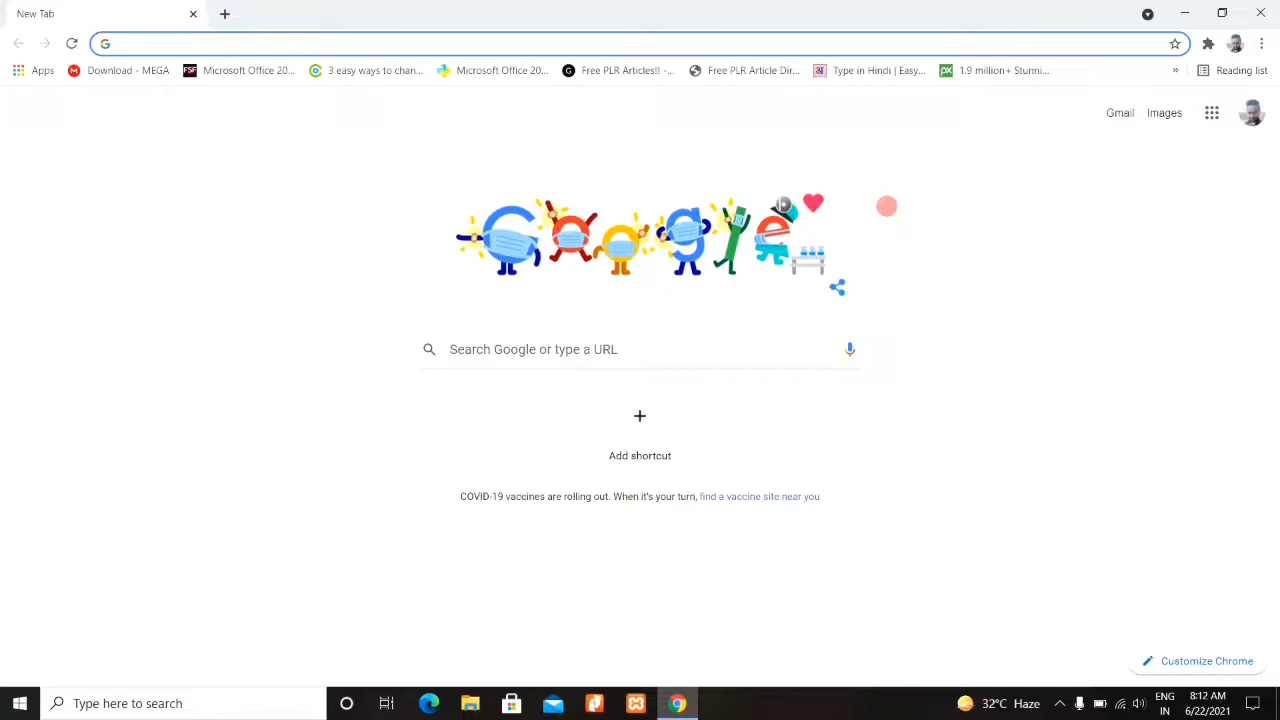 New Tab
Apps Download - MEGA FSF Microsoft Office 20... 3 easy ways to chan... Microsoft Office 20... G Free PLR Articles!! -... Free PLR Article Dir... अ Type in Hindi | Easy... px 1.9 million+ Stunni... » Reading list
Gmail Images
Google
Search Google or type a URL
Add shortcut
COVID-19 vaccines are rolling out. When it's your turn, find a vaccine site near you
Customize Chrome
Type here to search 32°C Haze ENG IN 8:12 AM 6/22/2021